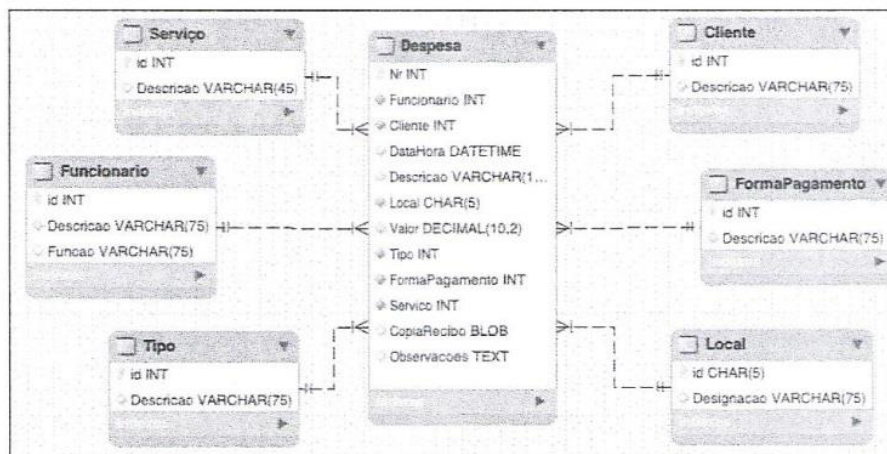 Serviço
id INT
Descricao VARCHAR(45)
Funcionario
id INT
Descricao VARCHAR(75)
Funcao VARCHAR(75)
Tipo
id INT
Descricao VARCHAR(75)
Despesa
Nr INT
Funcionario INT
Cliente INT
DataHora DATETIME
Descricao VARCHAR(1...
Local CHAR(5)
Valor DECIMAL(10,2)
Tipo INT
FormaPagamento INT
Servico INT
CopiaRecibo BLOB
Observacoes TEXT
Cliente
id INT
Descricao VARCHAR(75)
FormaPagamento
id INT
Descricao VARCHAR(75)
Local
id CHAR(5)
Designacao VARCHAR(75)